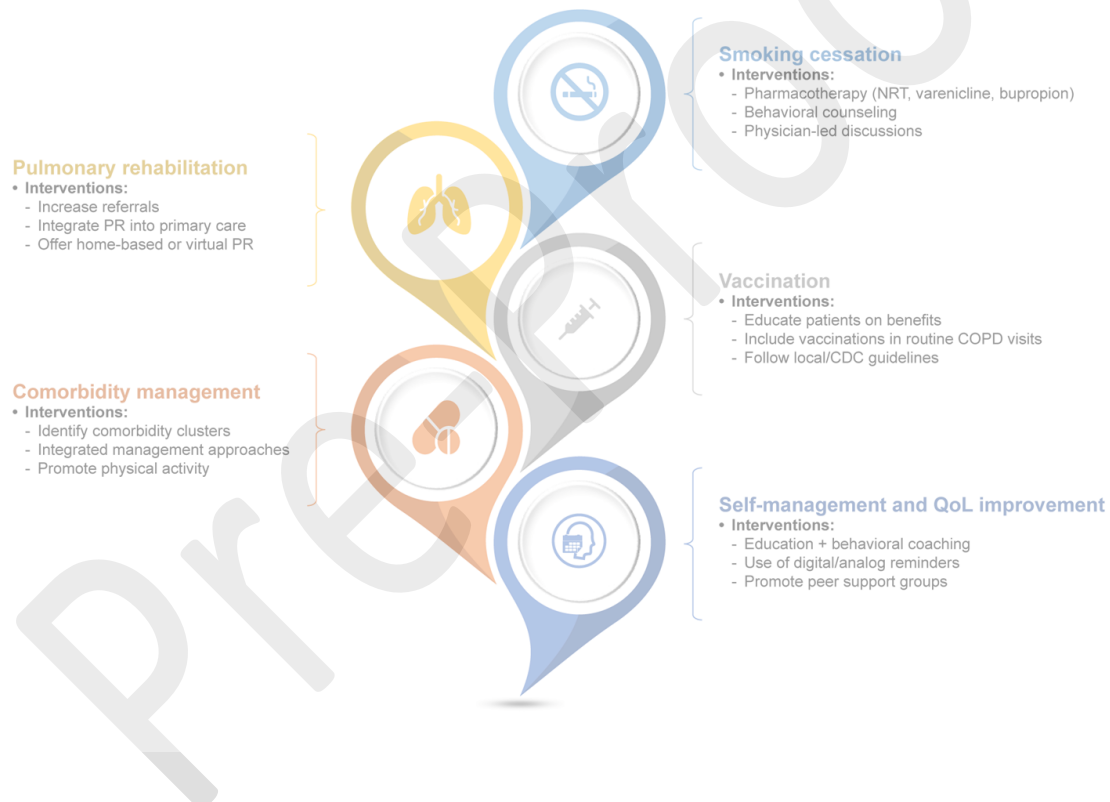 Smoking cessation
• Interventions:
- Pharmacotherapy (NRT, varenicline, bupropion)
- Behavioral counseling
- Physician-led discussions
Pulmonary rehabilitation
• Interventions:
- Increase referrals
- Integrate PR into primary care
- Offer home-based or virtual PR
Vaccination
• Interventions:
- Educate patients on benefits
- Include vaccinations in routine COPD visits
- Follow local/CDC guidelines
Comorbidity management
• Interventions:
- Identify comorbidity clusters
- Integrated management approaches
- Promote physical activity
Self-management and QoL improvement
• Interventions:
- Education + behavioral coaching
- Use of digital/analog reminders
- Promote peer support groups